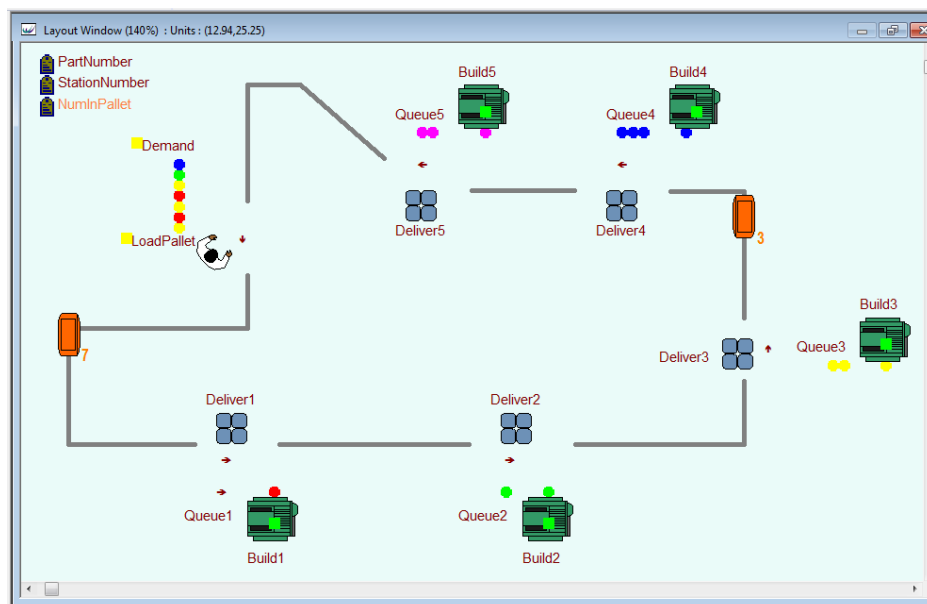 Layout Window (140%) : Units : (12.94,25.25)
PartNumber
StationNumber
NumInPallet
Build5
Build4
Queue5
Queue4
Demand
Deliver5
Deliver4
LoadPallet
3
Build3
7
Queue3
Deliver3
Deliver1
Deliver2
Queue1
Queue2
Build1
Build2